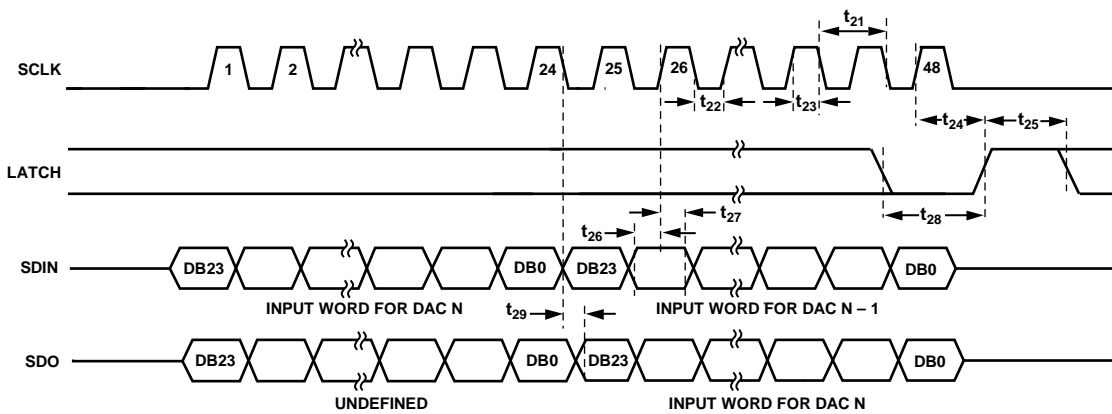 t21
SCLK
1 2 24 25 26 48
t22 t23 t24 t25
LATCH
t28
t27
t26
SDIN
DB23 DB0 DB23 DB0
INPUT WORD FOR DAC N INPUT WORD FOR DAC N – 1
t29
SDO
DB23 DB0 DB23 DB0
UNDEFINED INPUT WORD FOR DAC N